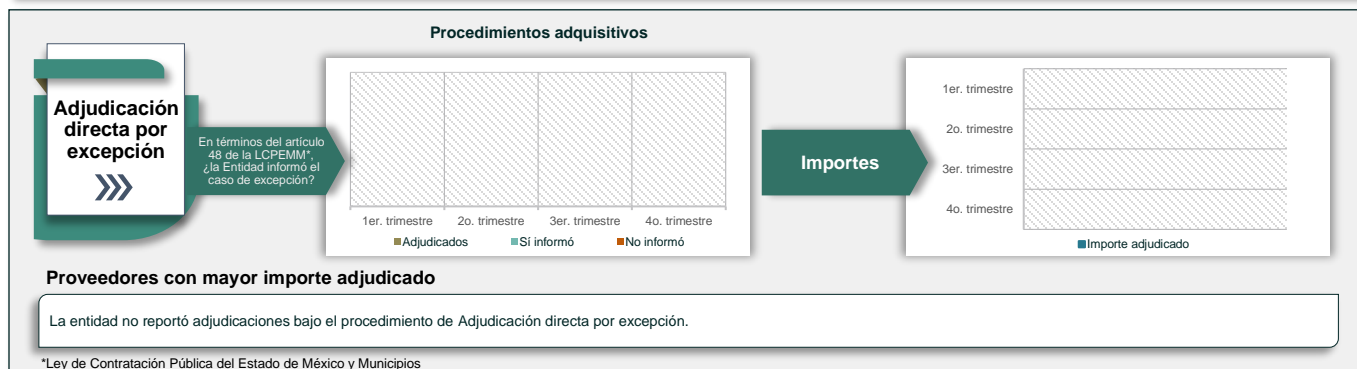 Procedimientos adquisitivos
Adjudicación
directa por
excepción
En términos del artículo
48 de la LCPEMM*,
¿la Entidad informó el
caso de excepción?
1er. trimestre 2o. trimestre 3er. trimestre 4o. trimestre
Adjudicados Sí informó No informó
Importes
1er. trimestre
2o. trimestre
3er. trimestre
4o. trimestre
Importe adjudicado
Proveedores con mayor importe adjudicado
La entidad no reportó adjudicaciones bajo el procedimiento de Adjudicación directa por excepción.
*Ley de Contratación Pública del Estado de México y Municipios